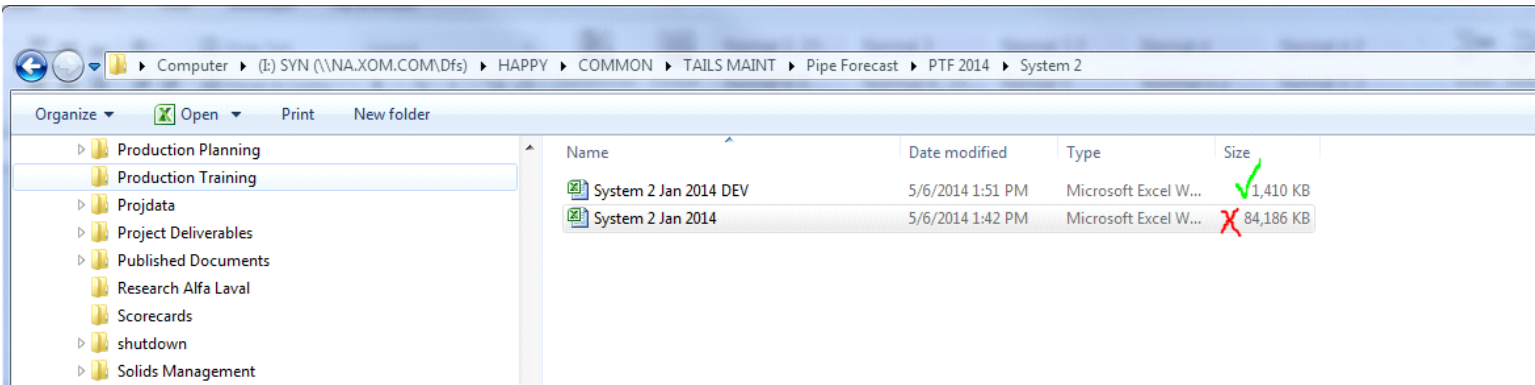 Computer (I:) SYN (\\NA.XOM.COM\Dfs) HAPPY COMMON TAILS MAINT Pipe Forecast PTF 2014 System 2
Organize Open Print New folder
Production Planning
Production Training
Projdata
Project Deliverables
Published Documents
Research Alfa Laval
Scorecards
shutdown
Solids Management
Name Date modified Type Size
System 2 Jan 2014 DEV 5/6/2014 1:51 PM Microsoft Excel W... 1,410 KB
System 2 Jan 2014 5/6/2014 1:42 PM Microsoft Excel W... 84,186 KB